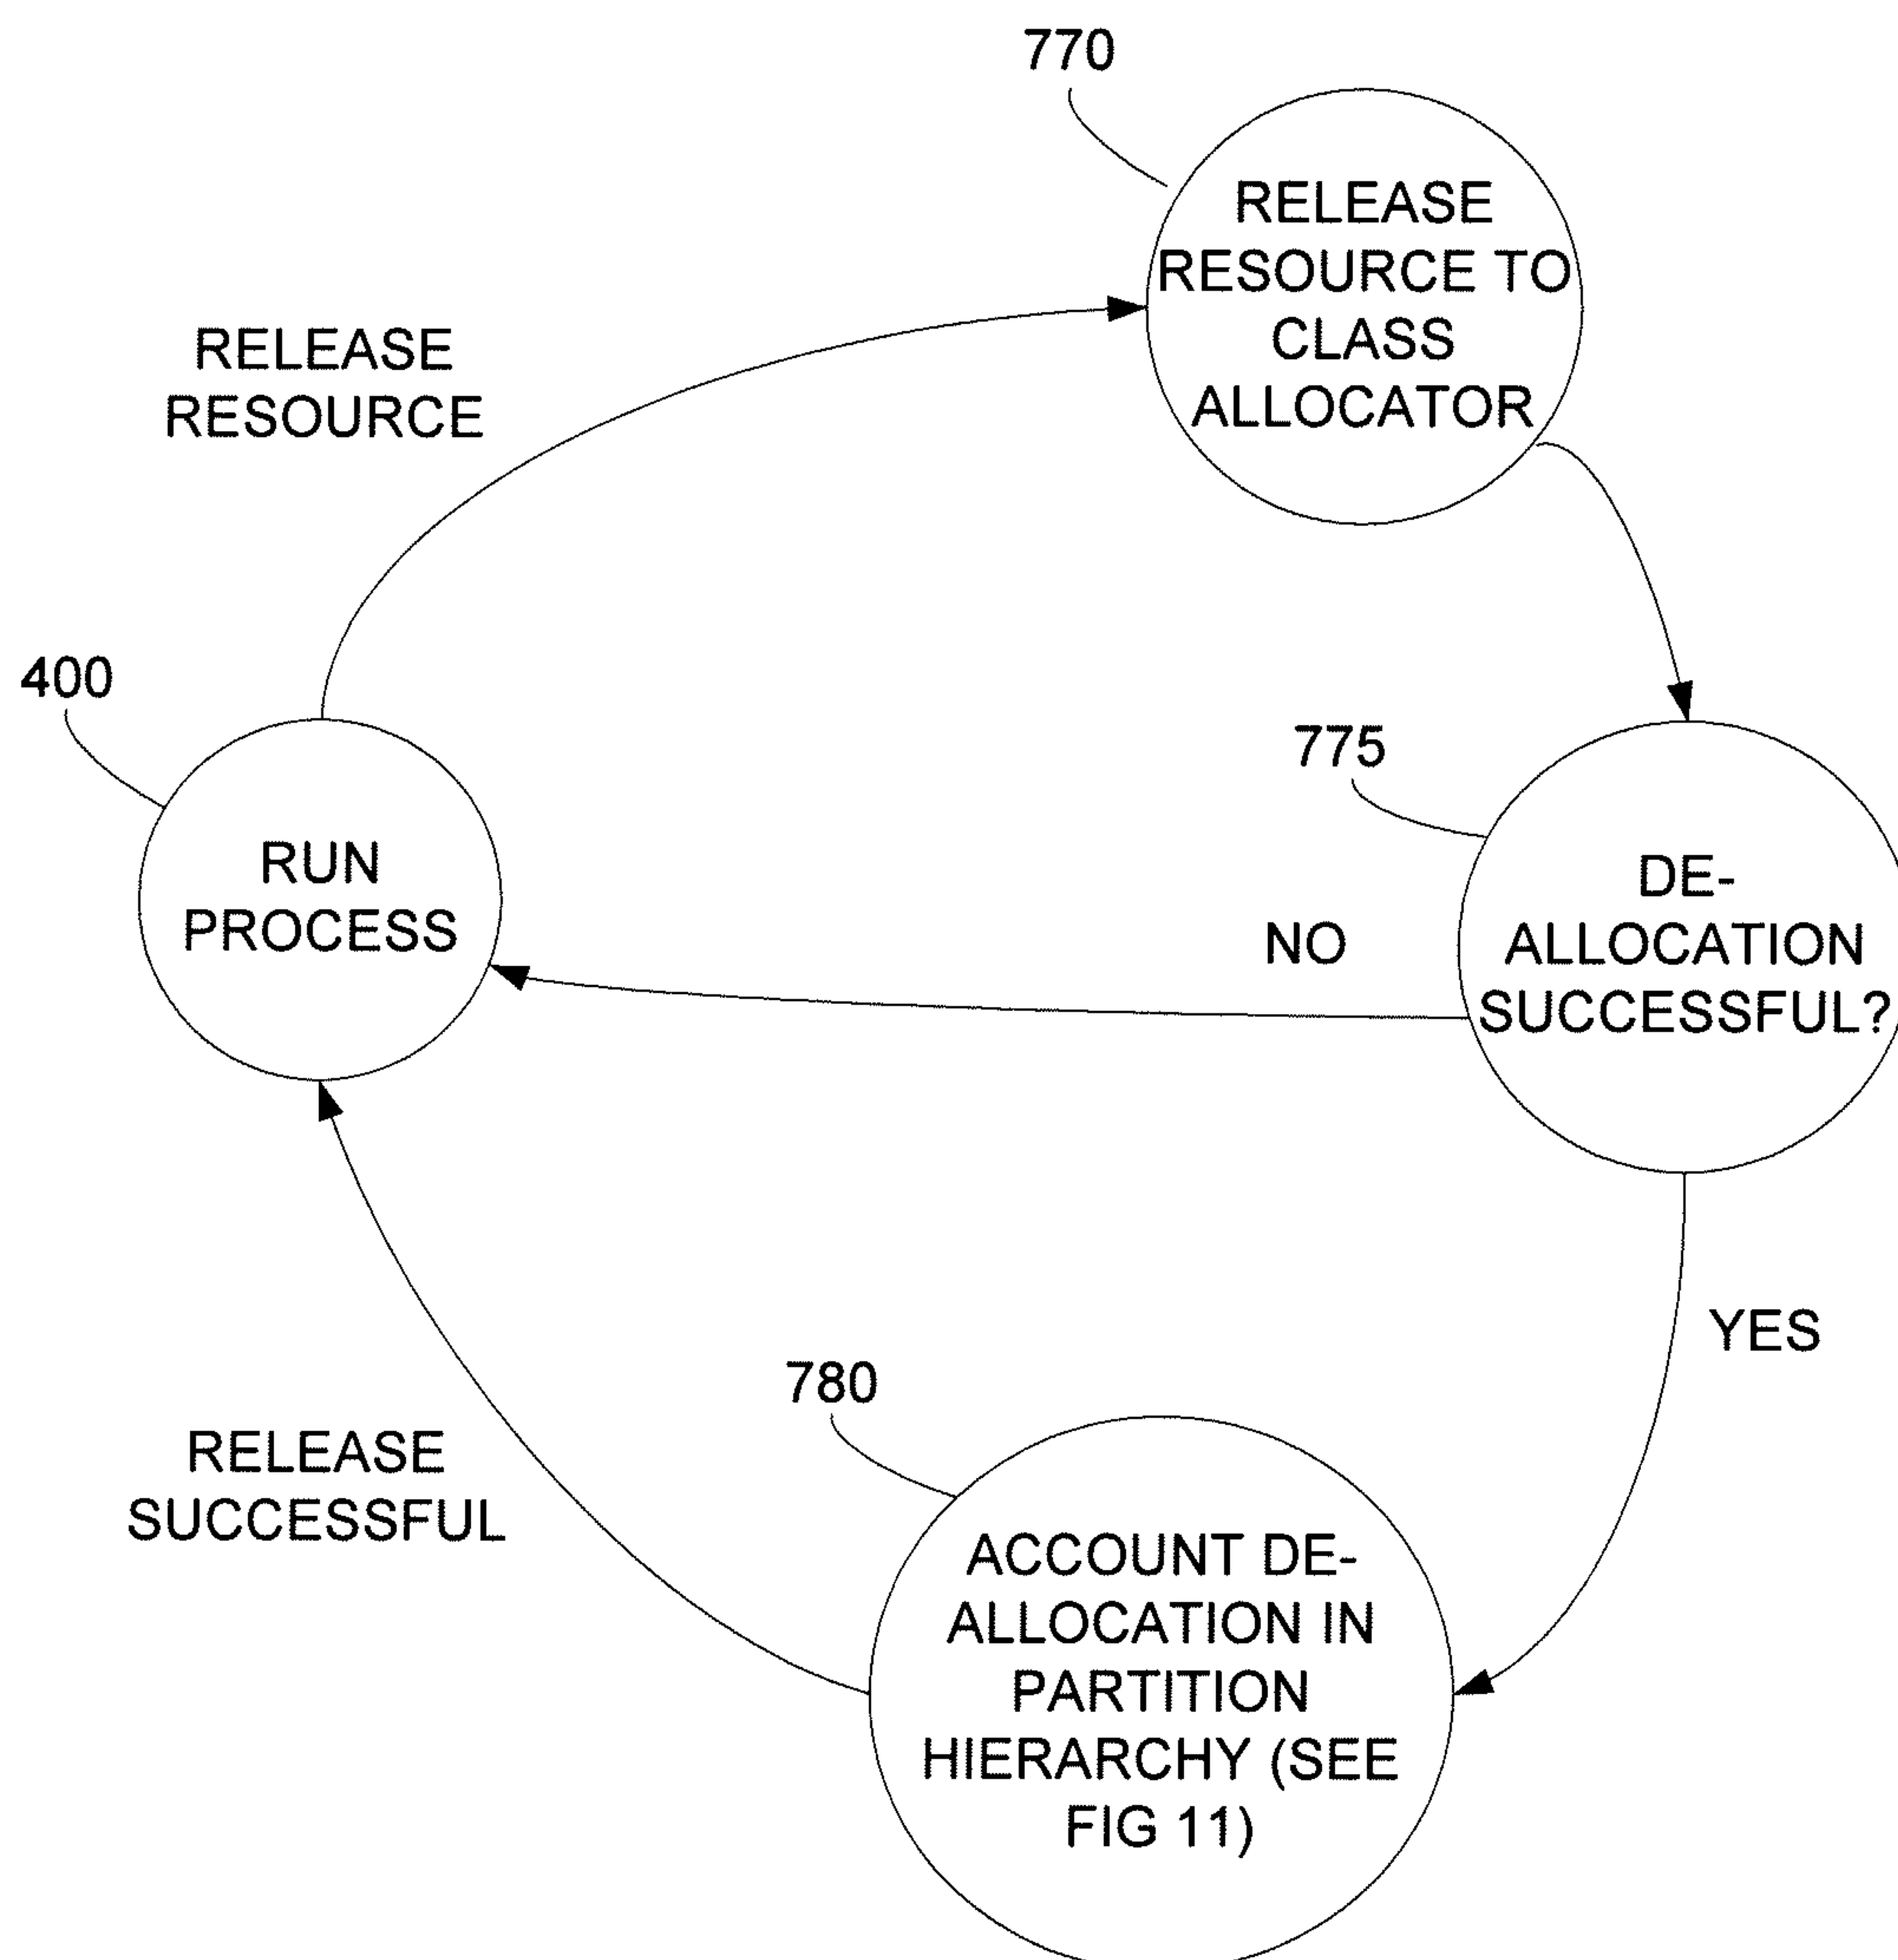 770
RELEASE
RESOURCE TO
CLASS
ALLOCATOR
RELEASE
RESOURCE
400
RUN
PROCESS
775
DE-
ALLOCATION
SUCCESSFUL?
NO
YES
780
ACCOUNT DE-
ALLOCATION IN
PARTITION
HIERARCHY (SEE
FIG 11)
RELEASE
SUCCESSFUL